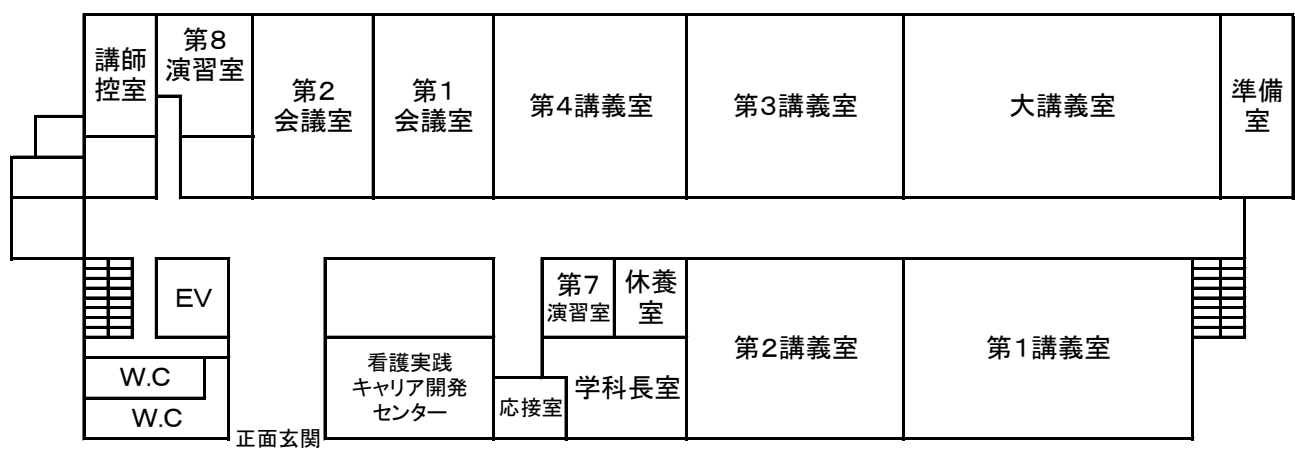 講師
控室
第8
演習室
第2
会議室
第1
会議室
第4講義室
第3講義室
大講義室
準備
室
EV
第7
演習室
休養
室
第2講義室
第1講義室
看護実践
キャリア開発
センター
応接室
学科長室
W.C
W.C
正面玄関